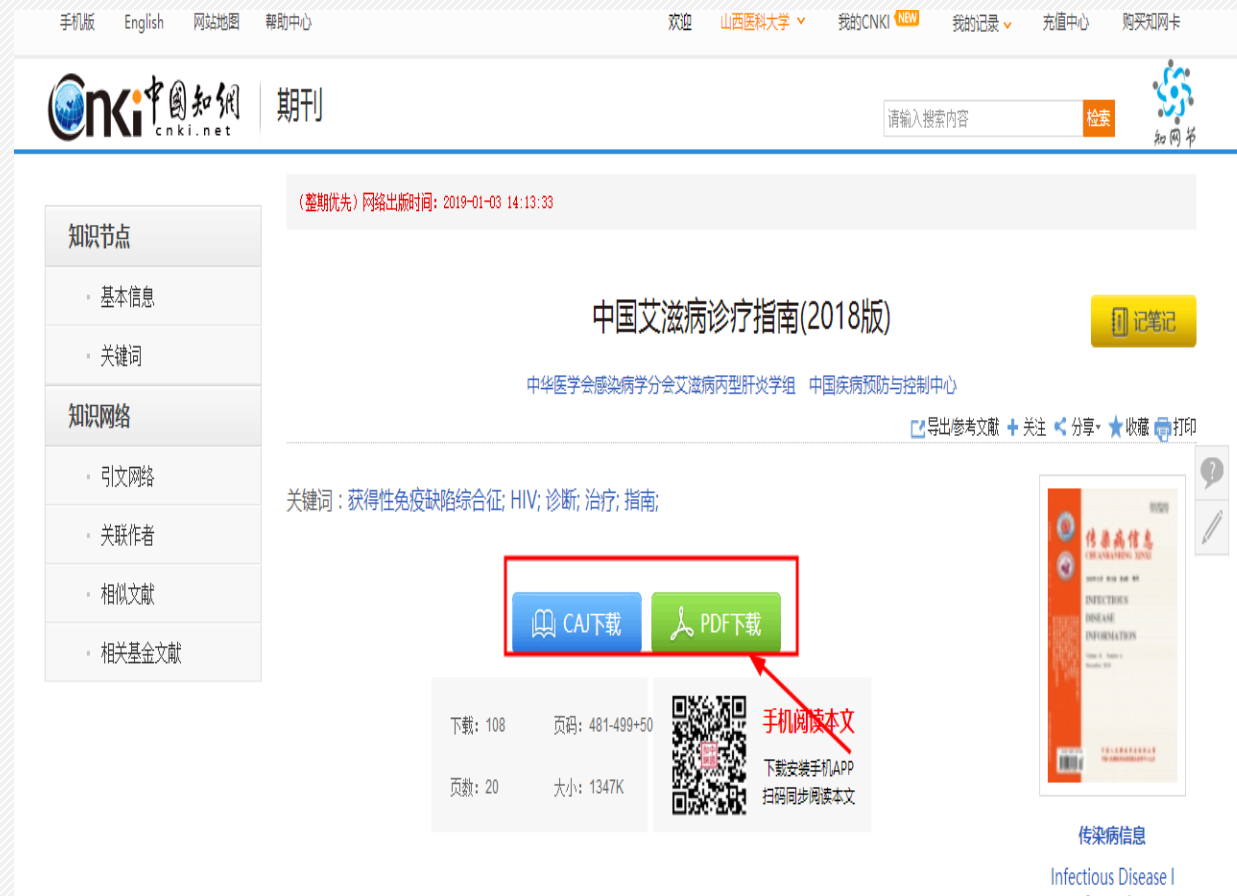 手机版 English 网站地图 帮助中心 欢迎 山西医科大学 我的CNKI NEW 我的记录 充值中心 购买知网卡
Cnki 中國知網 期刊
cnki.net
请输入搜索内容 检索
知网节
(整期优先)网络出版时间: 2019-01-03 14:13:33
知识节点
基本信息
关键词
知识网络
引文网络
关联作者
相似文献
相关基金文献
中国艾滋病诊疗指南(2018版)
记笔记
中华医学会感染病学分会艾滋病丙型肝炎学组 中国疾病预防与控制中心
导出/参考文献 关注 分享 收藏 打印
关键词:获得性免疫缺陷综合征; HIV; 诊断; 治疗; 指南;
CAJ下载 PDF下载
下载: 108 页码: 481-499+50
页数: 20 大小: 1347K
手机阅读本文
下载安装手机APP
扫码同步阅读本文
?
传染病信息
CHUANRANBING XINXI
INFECTIOUS
DISEASE
INFORMATION
传染病信息
Infectious Disease I